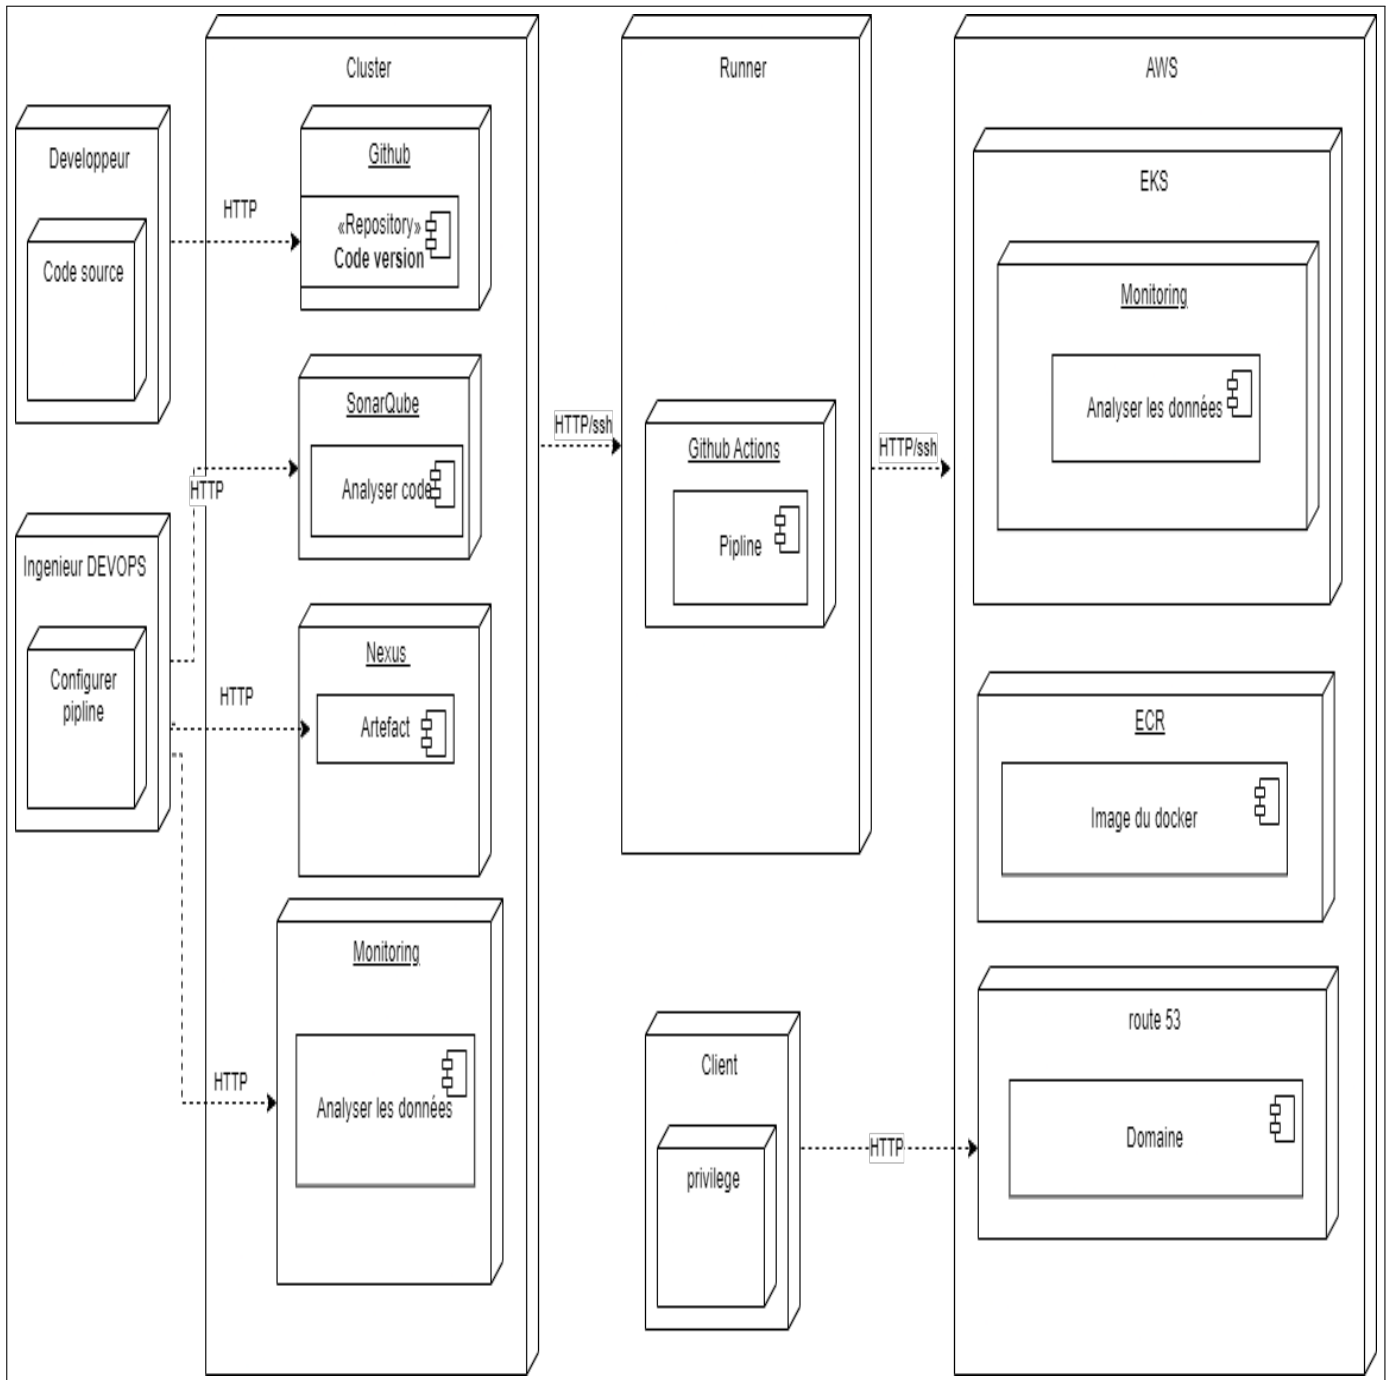 Cluster
Runner
AWS
Developpeur
Code source
HTTP
Github
«Repository»
Code version
SonarQube
Analyser code
HTTP
HTTP/ssh
Github Actions
Pipline
HTTP/ssh
EKS
Monitoring
Analyser les données
Ingenieur DEVOPS
Configurer
pipline
HTTP
Nexus
Artefact
ECR
Image du docker
HTTP
Monitoring
Analyser les données
Client
privilege
HTTP
route 53
Domaine